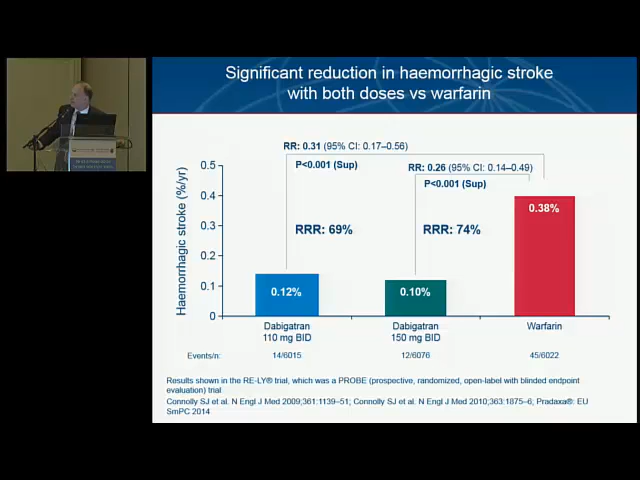 Significant reduction in haemorrhagic stroke
with both doses vs warfarin
RR: 0.31 (95% CI: 0.17–0.56)
P<0.001 (Sup)
RR: 0.26 (95% CI: 0.14–0.49)
P<0.001 (Sup)
Haemorrhagic stroke (%/yr)
0.5
0.4
0.3
0.2
0.1
0
RRR: 69%
RRR: 74%
0.12%
0.10%
0.38%
Dabigatran
110 mg BID
Dabigatran
150 mg BID
Warfarin
Events/n:
14/6015
12/6076
45/6022
Results shown in the RE-LY® trial, which was a PROBE (prospective, randomized, open-label with blinded endpoint
evaluation) trial
Connolly SJ et al. N Engl J Med 2009;361:1139–51; Connolly SJ et al. N Engl J Med 2010;363:1875–6; Pradaxa®: EU
SmPC 2014